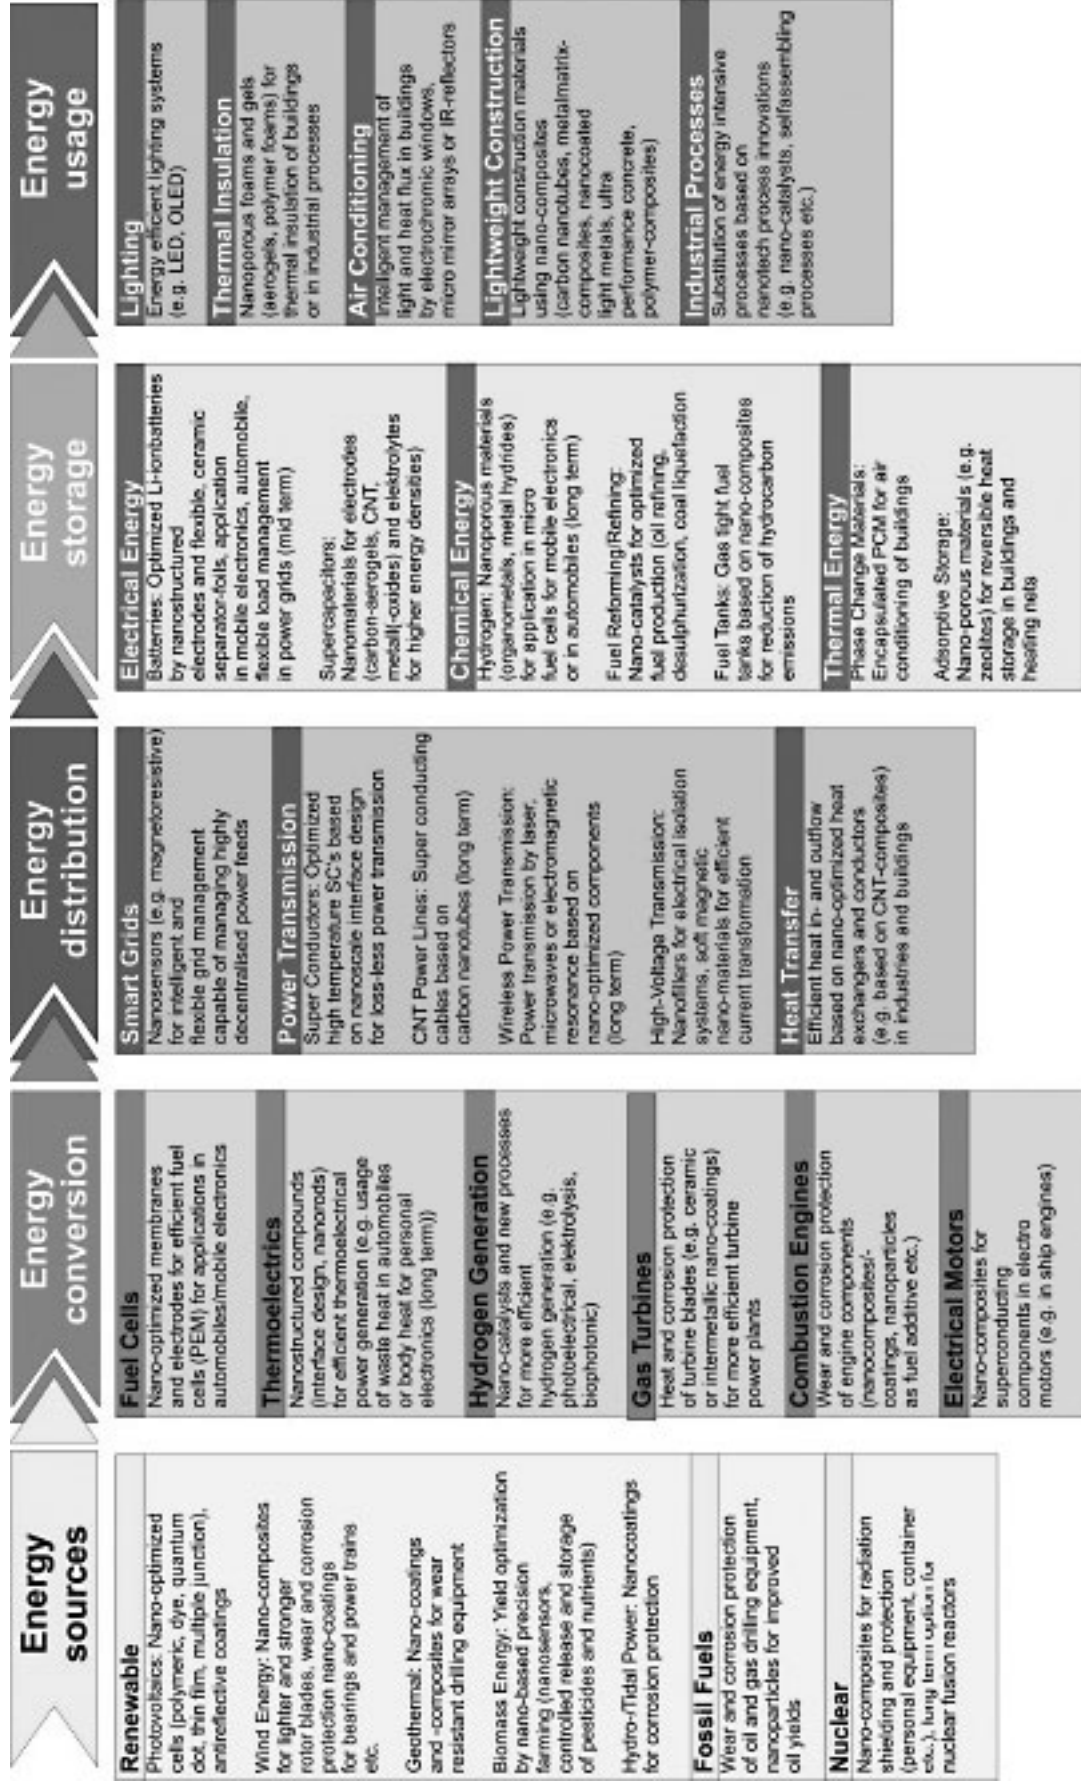 Energy
sources
Renewable
Photovoltaics: Nano-optimized
cells (polymeric, dye, quantum
dot, thin film, multiple junction),
antireflective coatings
Wind Energy: Nano-composites
for lighter and stronger
rotor blades, wear and corrosion
protection nano-coatings
for bearings and power trains
etc.
Geothermal: Nano-coatings
and -composites for wear
resistant drilling equipment
Biomass Energy: Yield optimization
by nano-based precision
farming (nanosensors,
controlled release and storage
of pesticides and nutrients)
Hydro-/Tidal Power: Nanocoatings
for corrosion protection
Fossil Fuels
Wear and corrosion protection
of oil and gas drilling equipment,
nanoparticles for improved
oil yields
Nuclear
Nano-composites for radiation
shielding and protection
(personal equipment, container
etc.), long term option for
nuclear fusion reactors
Energy
conversion
Fuel Cells
Nano-optimized membranes
and electrodes for efficient fuel
cells (PEM) for applications in
automobiles/mobile electronics
Thermoelectrics
Nanostructured compounds
(interface design, nanorods)
for efficient thermoelectrical
power generation (e.g. usage
of waste heat in automobiles
or body heat for personal
electronics (long term))
Hydrogen Generation
Nano-catalysts and new processes
for more efficient
hydrogen generation (e.g.
photoelectrical, elektrolysis,
biophotonic)
Gas Turbines
Heat and corrosion protection
of turbine blades (e.g. ceramic
or intermetallic nano-coatings)
for more efficient turbine
power plants
Combustion Engines
Wear and corrosion protection
of engine components
(nanocomposites/-
coatings, nanoparticles
as fuel additive etc.)
Electrical Motors
Nano-composites for
superconducting
components in electro
motors (e.g. in ship engines)
Energy
distribution
Smart Grids
Nanosensors (e.g. magnetoresistive)
for intelligent and
flexible grid management
capable of managing highly
decentralised power feeds
Power Transmission
Super Conductors: Optimized
high temperature SC's based
on nanoscale interface design
for loss-less power transmission
CNT Power Lines: Super conducting
cables based on
carbon nanotubes (long term)
Wireless Power Transmission:
Power transmission by laser,
microwaves or electromagnetic
resonance based on
nano-optimized components
(long term)
High-Voltage Transmission:
Nanofillers for electrical isolation
systems, soft magnetic
nano-materials for efficient
current transformation
Heat Transfer
Efficient heat in- and outflow
based on nano-optimized heat
exchangers and conductors
(e.g. based on CNT-composites)
in industries and buildings
Energy
storage
Electrical Energy
Batteries: Optimized Li-ionbatteries
by nanostructured
electrodes and flexible, ceramic
separator-foils, application
in mobile electronics, automobile,
flexible load management
in power grids (mid term)
Supercapacitors:
Nanomaterials for electrodes
(carbon-aerogels, CNT,
metall(-oxides) and elektrolytes
for higher energy densities)
Chemical Energy
Hydrogen: Nanoporous materials
(organometals, metal hydrides)
for application in micro
fuel cells for mobile electronics
or in automobiles (long term)
Fuel Reforming/Refining:
Nano-catalysts for optimized
fuel production (oil refining,
desulphurization, coal liquefaction
Fuel Tanks: Gas tight fuel
tanks based on nano-composites
for reduction of hydrocarbon
emissions
Thermal Energy
Phase Change Materials:
Encapsulated PCM for air
conditioning of buildings
Adsorptive Storage:
Nano-porous materials (e.g.
zeolites) for reversible heat
storage in buildings and
heating nets
Energy
usage
Lighting
Energy efficient lighting systems
(e.g. LED, OLED)
Thermal Insulation
Nanoporous foams and gels
(aerogels, polymer foams) for
thermal insulation of buildings
or in industrial processes
Air Conditioning
Intelligent management of
light and heat flux in buildings
by electrochromic windows,
micro mirror arrays or IR-reflectors
Lightweight Construction
Lightweight construction materials
using nano-composites
(carbon nanotubes, metalmatrix-
composites, nanocoated
light metals, ultra
performance concrete,
polymer-composites)
Industrial Processes
Substitution of energy intensive
processes based on
nanotech process innovations
(e.g. nano-catalysts, selfassembling
processes etc.)